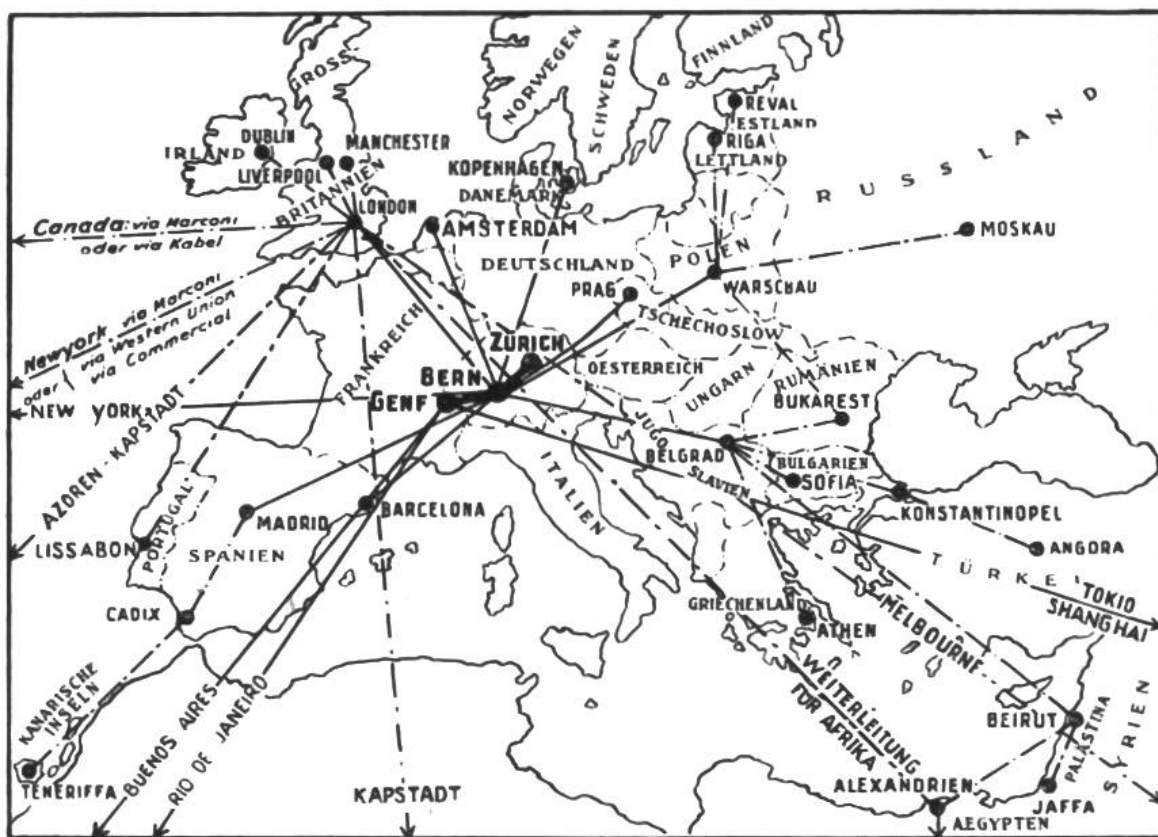 GROSS-
BRITANNIEN
NORWEGEN
SCHWEDEN
FINNLAND
REVAL
ESTLAND
RIGA
LETTLAND
RUSSLAND
DUBLIN
IRLAND
MANCHESTER
LIVERPOOL
KOPENHAGEN
DÄNEMARK
LONDON
AMSTERDAM
MOSKAU
Canada via Marconi
oder via Kabel
DEUTSCHLAND
POLEN
WARSCHAU
PRAG
TSCHECHOSLOW
Newyork via Marconi
oder via Western Union
via Commercial
NEW YORK
FRANKREICH
ZÜRICH
BERN
GENF
OESTERREICH
UNGARN
RUMÄNIEN
BUKAREST
JUGO
SLAVIEN
BELGRAD
BULGARIEN
SOFIA
ITALIEN
AZOREN-KAPSTADT
PORTUGAL
LISSABON
MADRID
SPANIEN
BARCELONA
KONSTANTINOPEL
ANGORA
TÜRKE
TOKIO
SHANGHAI
CADIX
GRIECHENLAND
ATHEN
MELBOURNE
WEITERLEITUNG
FÜR AFRIKA
KANARISCHE
INSELN
TENERIFFA
BUENOS AIRES
RIO DE JANEIRO
KAPSTADT
BEIRUT
PALÄSTINA
SYRIEN
JAFFA
ALEXANDRIEN
AEGYPTEN